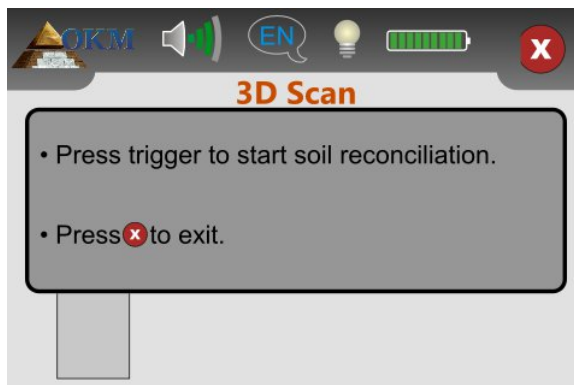 OKM
EN
X
3D Scan
• Press trigger to start soil reconciliation.
• Press X to exit.